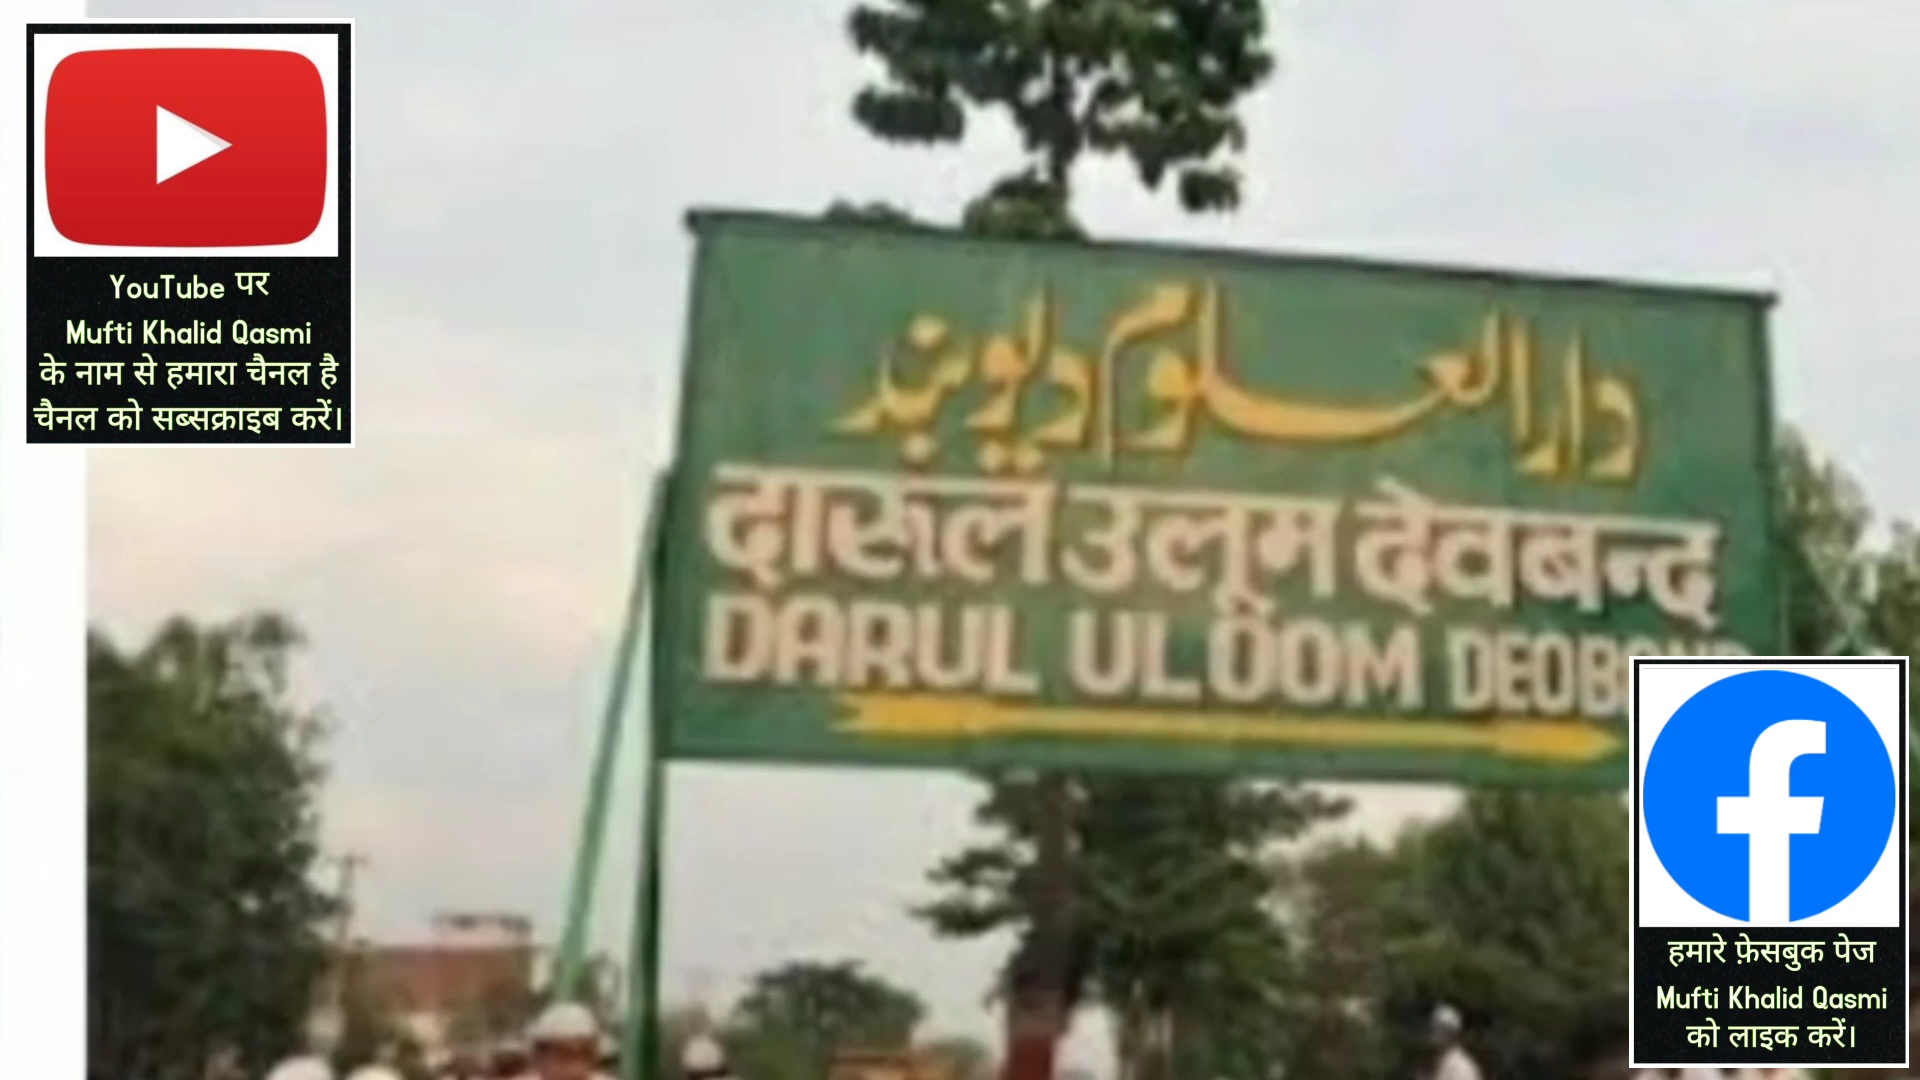 YouTube पर
Mufti Khalid Qasmi
के नाम से हमारा चैनल है
चैनल को सब्सक्राइब करें।
دارالعلوم دیوبند
दारूल उलूम देवबन्द
DARUL ULOOM DEOBAND
हमारे फ़ेसबुक पेज
Mufti Khalid Qasmi
को लाइक करें।